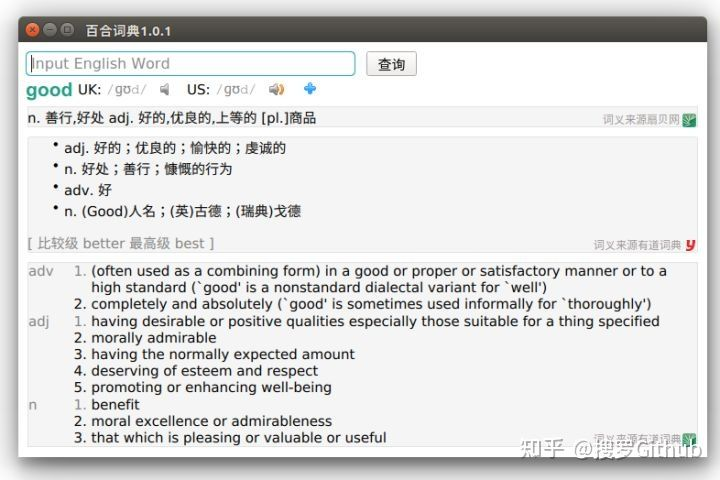 百合词典1.0.1
Input English Word 查询
good UK: /ɡʊd/ US: /ɡʊd/
n. 善行,好处 adj. 好的,优良的,上等的 [pl.]商品 词义来源扇贝网
• adj. 好的；优良的；愉快的；虔诚的
• n. 好处；善行；慷慨的行为
• adv. 好
• n. (Good)人名；(英)古德；(瑞典)戈德
[ 比较级 better 最高级 best ] 词义来源有道词典 y
adv 1. (often used as a combining form) in a good or proper or satisfactory manner or to a
high standard (`good' is a nonstandard dialectal variant for `well')
2. completely and absolutely (`good' is sometimes used informally for `thoroughly')
adj 1. having desirable or positive qualities especially those suitable for a thing specified
2. morally admirable
3. having the normally expected amount
4. deserving of esteem and respect
5. promoting or enhancing well-being
n 1. benefit
2. moral excellence or admirableness
3. that which is pleasing or valuable or useful 词义来源有道词典
知乎 @搜罗Github